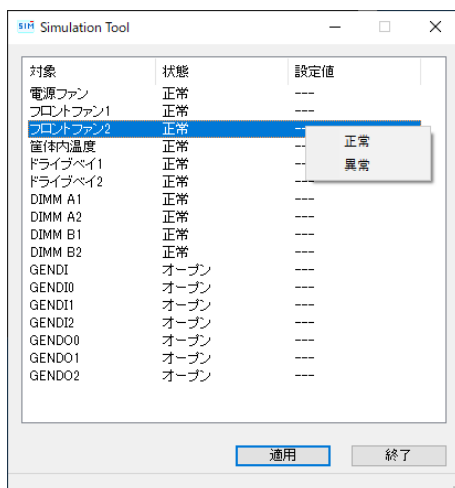 SIM Simulation Tool
対象 状態 設定値
電源ファン 正常 ---
フロントファン1 正常 ---
フロントファン2 正常 ---
筐体内温度 正常 ---
ドライブベイ1 正常 ---
ドライブベイ2 正常 ---
DIMM A1 正常 ---
DIMM A2 正常 ---
DIMM B1 正常 ---
DIMM B2 正常 ---
GENDI オープン ---
GENDI0 オープン ---
GENDI1 オープン ---
GENDI2 オープン ---
GENDO0 オープン ---
GENDO1 オープン ---
GENDO2 オープン ---
正常
異常
適用 終了